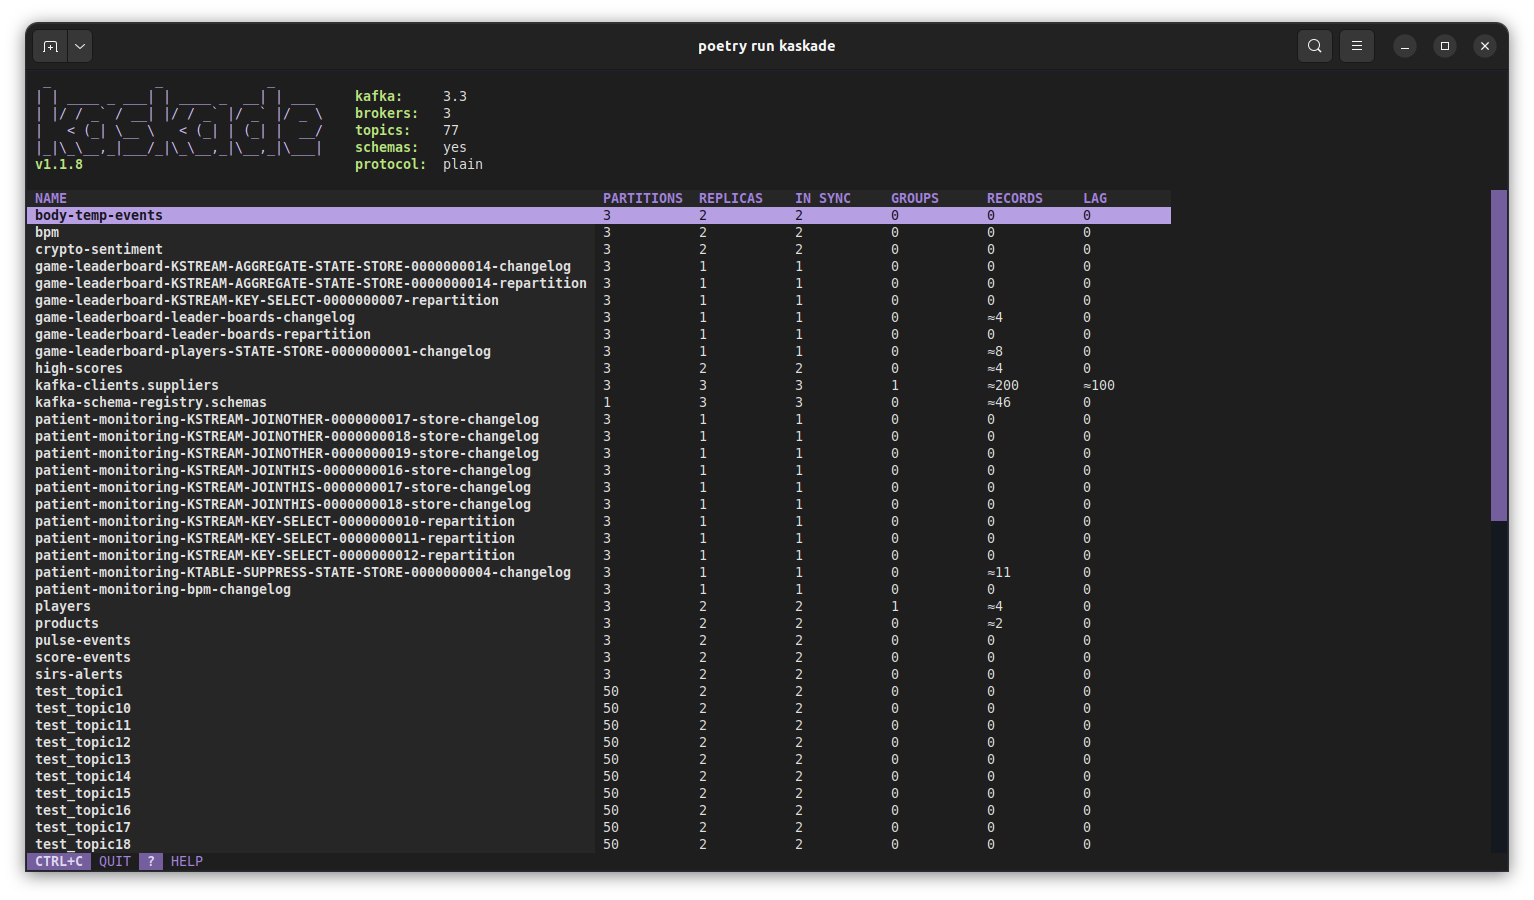 poetry run kaskade
kaskade
kafka: 3.3
brokers: 3
topics: 77
schemas: yes
v1.1.8 protocol: plain
NAME PARTITIONS REPLICAS IN SYNC GROUPS RECORDS LAG
body-temp-events 3 2 2 0 0 0
bpm 3 2 2 0 0 0
crypto-sentiment 3 2 2 0 0 0
game-leaderboard-KSTREAM-AGGREGATE-STATE-STORE-0000000014-changelog 3 1 1 0 0 0
game-leaderboard-KSTREAM-AGGREGATE-STATE-STORE-0000000014-repartition 3 1 1 0 0 0
game-leaderboard-KSTREAM-KEY-SELECT-0000000007-repartition 3 1 1 0 0 0
game-leaderboard-leader-boards-changelog 3 1 1 0 ≈4 0
game-leaderboard-leader-boards-repartition 3 1 1 0 0 0
game-leaderboard-players-STATE-STORE-0000000001-changelog 3 1 1 0 ≈8 0
high-scores 3 2 2 0 ≈4 0
kafka-clients.suppliers 3 3 3 1 ≈200 ≈100
kafka-schema-registry.schemas 1 3 3 0 ≈46 0
patient-monitoring-KSTREAM-JOINOTHER-0000000017-store-changelog 3 1 1 0 0 0
patient-monitoring-KSTREAM-JOINOTHER-0000000018-store-changelog 3 1 1 0 0 0
patient-monitoring-KSTREAM-JOINOTHER-0000000019-store-changelog 3 1 1 0 0 0
patient-monitoring-KSTREAM-JOINTHIS-0000000016-store-changelog 3 1 1 0 0 0
patient-monitoring-KSTREAM-JOINTHIS-0000000017-store-changelog 3 1 1 0 0 0
patient-monitoring-KSTREAM-JOINTHIS-0000000018-store-changelog 3 1 1 0 0 0
patient-monitoring-KSTREAM-KEY-SELECT-0000000010-repartition 3 1 1 0 0 0
patient-monitoring-KSTREAM-KEY-SELECT-0000000011-repartition 3 1 1 0 0 0
patient-monitoring-KSTREAM-KEY-SELECT-0000000012-repartition 3 1 1 0 0 0
patient-monitoring-KTABLE-SUPPRESS-STATE-STORE-0000000004-changelog 3 1 1 0 ≈11 0
patient-monitoring-bpm-changelog 3 1 1 0 0 0
players 3 2 2 1 ≈4 0
products 3 2 2 0 ≈2 0
pulse-events 3 2 2 0 0 0
score-events 3 2 2 0 0 0
sirs-alerts 3 2 2 0 0 0
test_topic1 50 2 2 0 0 0
test_topic10 50 2 2 0 0 0
test_topic11 50 2 2 0 0 0
test_topic12 50 2 2 0 0 0
test_topic13 50 2 2 0 0 0
test_topic14 50 2 2 0 0 0
test_topic15 50 2 2 0 0 0
test_topic16 50 2 2 0 0 0
test_topic17 50 2 2 0 0 0
test_topic18 50 2 2 0 0 0
CTRL+C QUIT ? HELP